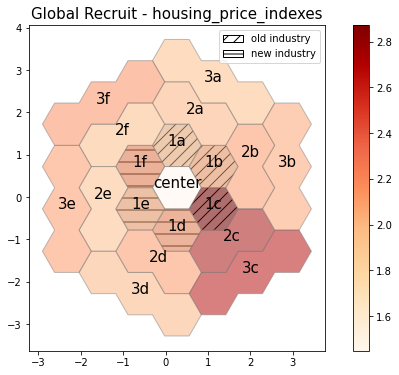 Global Recruit - housing_price_indexes
old industry
new industry
3a
3f
2a
2f
1a
2b
3b
1f
1b
center
2e
3e
1e
1c
1d
2c
2d
3c
3d
4
3
2
1
0
−1
−2
−3
−3
−2
−1
0
1
2
3
2.8
2.6
2.4
2.2
2.0
1.8
1.6